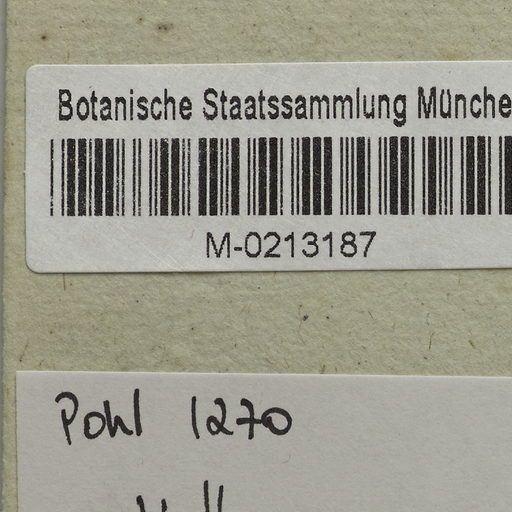 Botanische Staatssammlung Münche
M-0213187
Pohl 1270